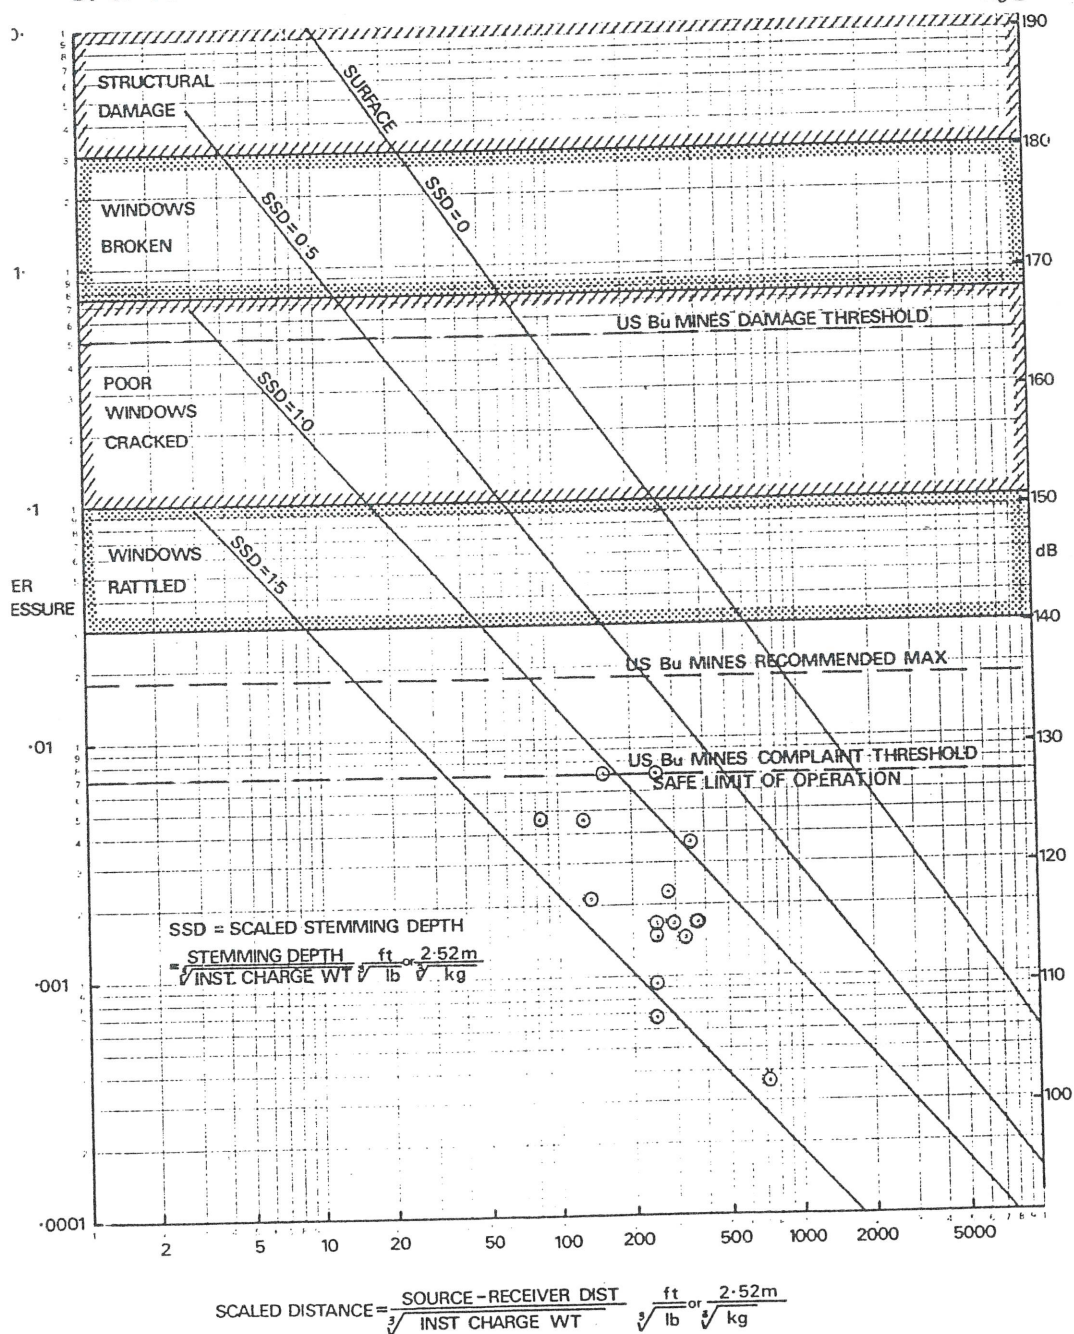 190
STRUCTURAL
DAMAGE
SURFACE
180
WINDOWS
BROKEN
SSD=0·5
SSD=0
1·
170
US Bu MINES DAMAGE THRESHOLD
POOR
WINDOWS
CRACKED
SSD=1·0
160
·1
150
WINDOWS
RATTLED
SSD=1·5
dB
ER
ESSURE
140
US Bu MINES RECOMMENDED MAX
·01
130
US Bu MINES COMPLAINT THRESHOLD
SAFE LIMIT OF OPERATION
120
SSD = SCALED STEMMING DEPTH
= STEMMING DEPTH ft or 2·52m
∛INST. CHARGE WT ∛lb ∛kg
·001
110
100
·0001
1 2 5 10 20 50 100 200 500 1000 2000 5000
SCALED DISTANCE = SOURCE-RECEIVER DIST ft or 2·52m
∛INST CHARGE WT ∛lb ∛kg